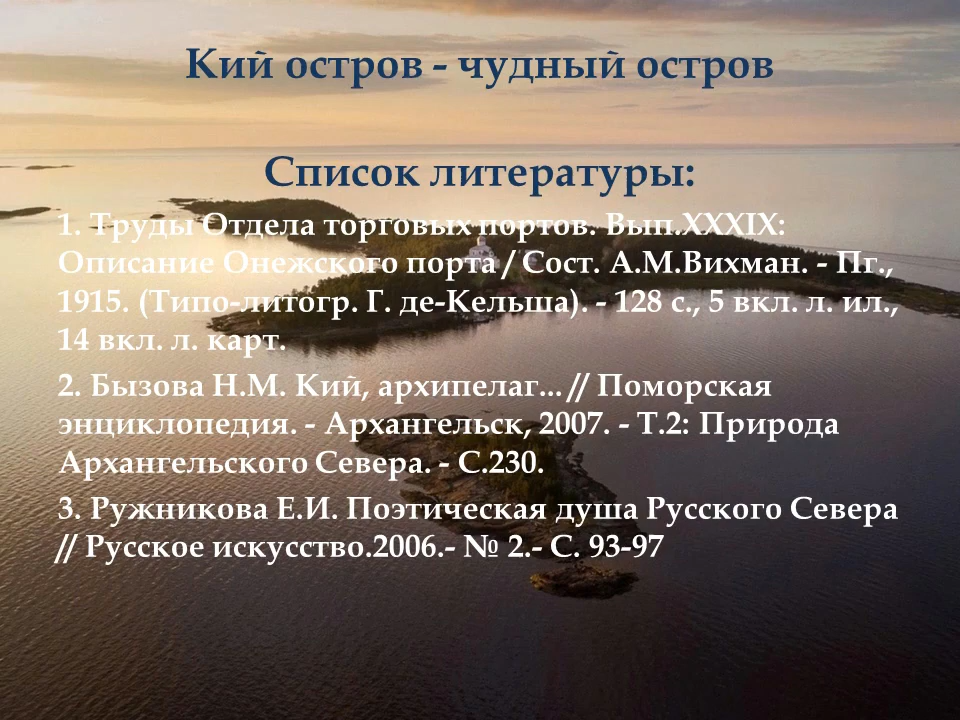 Кий остров - чудный остров
Список литературы:
1. Труды Отдела торговых портов. Вып.XXXIX:
Описание Онежского порта / Сост. А.М.Вихман. - Пг.,
1915. (Типо-литогр. Г. де-Кельша). - 128 с., 5 вкл. л. ил.,
14 вкл. л. карт.
2. Бызова Н.М. Кий, архипелаг... // Поморская
энциклопедия. - Архангельск, 2007. - Т.2: Природа
Архангельского Севера. - С.230.
3. Ружникова Е.И. Поэтическая душа Русского Севера
// Русское искусство.2006.- № 2.- С. 93-97